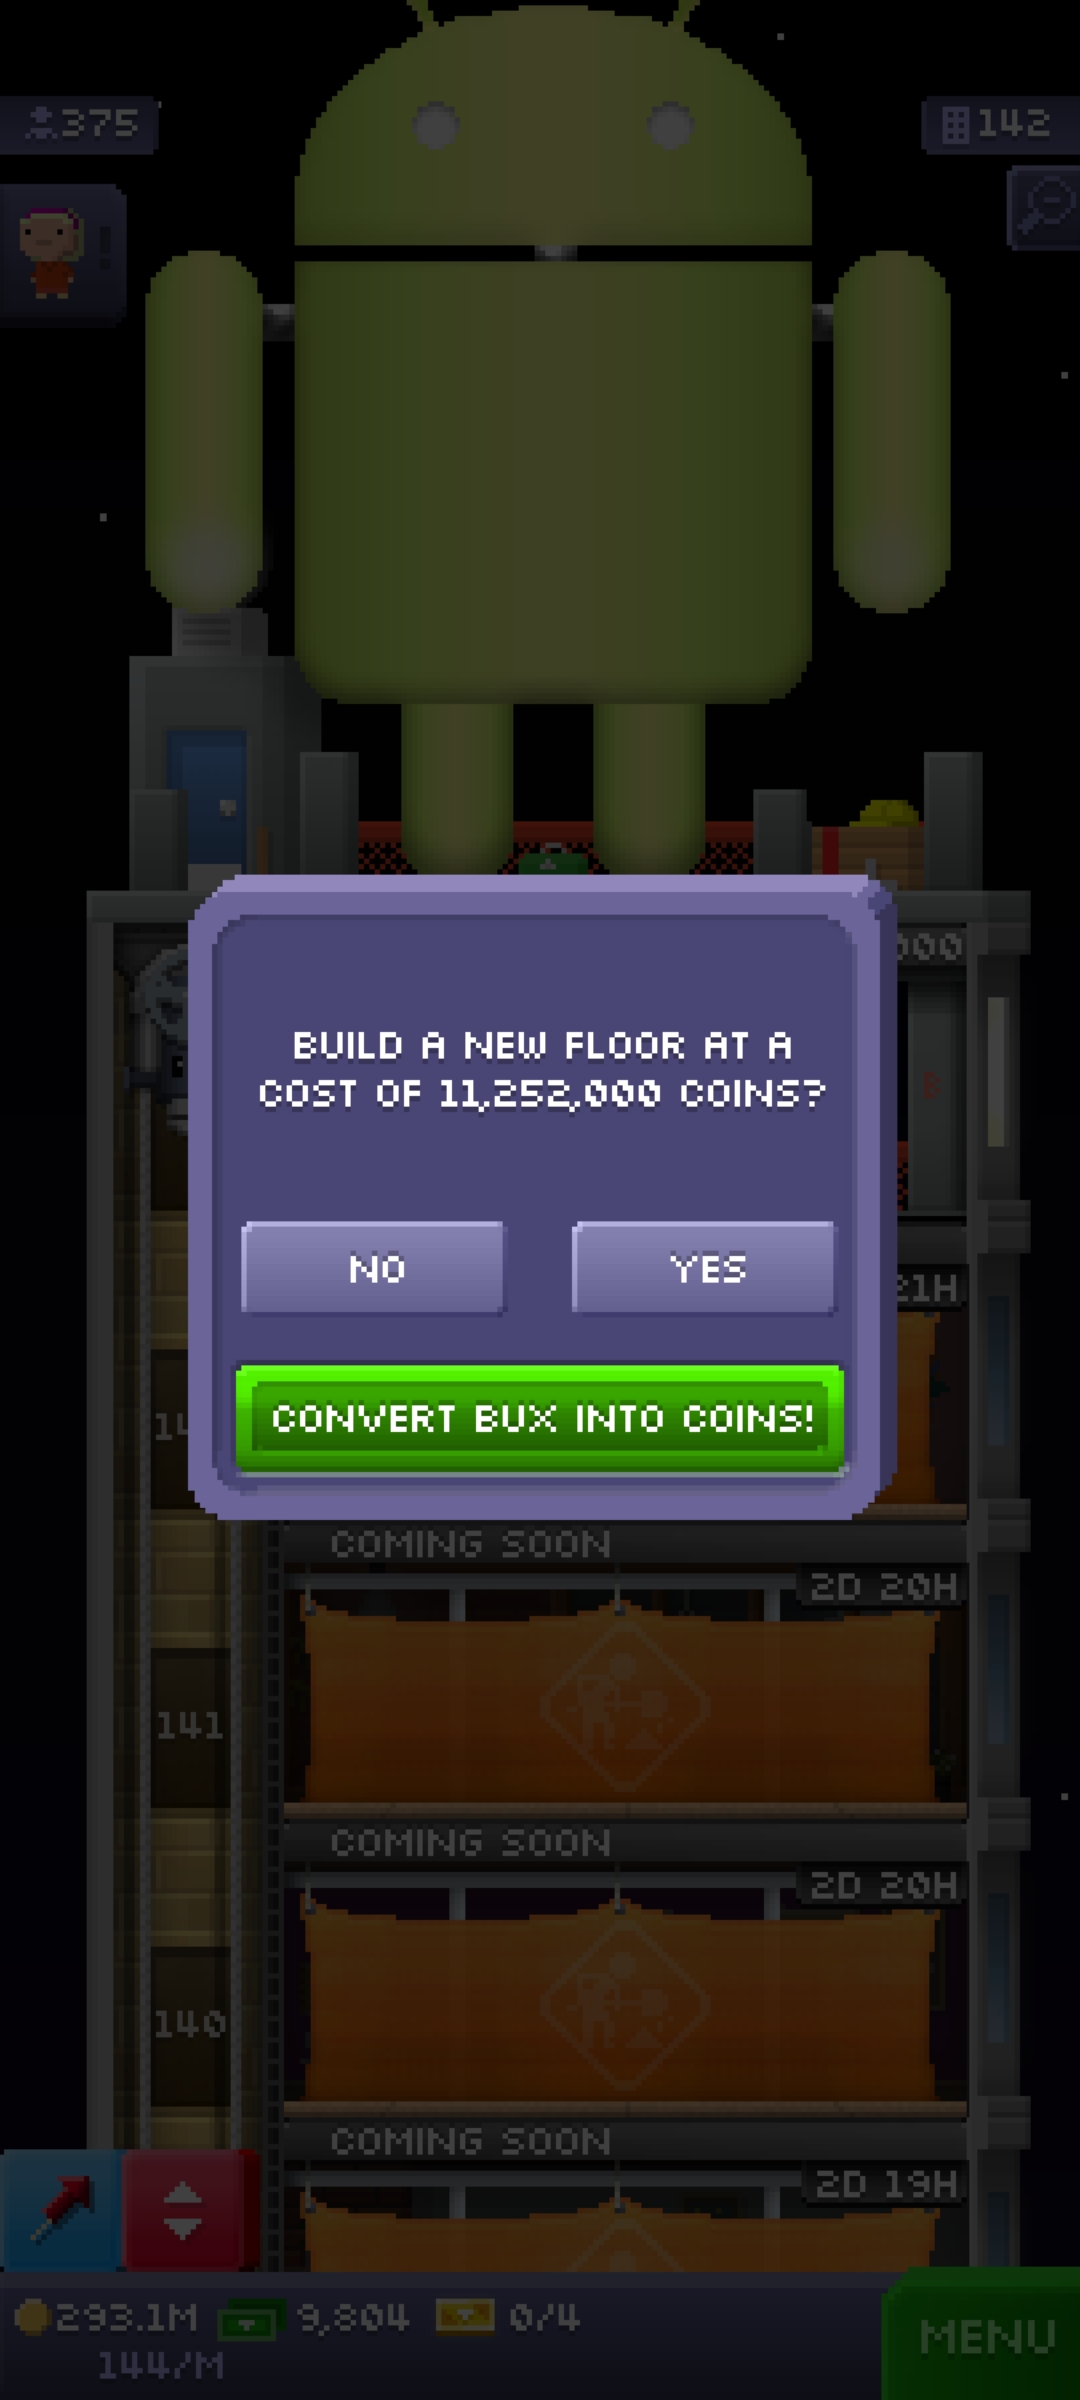 375
142
000
BUILD A NEW FLOOR AT A
COST OF 11,252,000 COINS?
NO
YES
21H
CONVERT BUX INTO COINS!
COMING SOON
2D 20H
141
COMING SOON
2D 20H
140
COMING SOON
2D 19H
293.1M
9,804
0/4
144/M
MENU